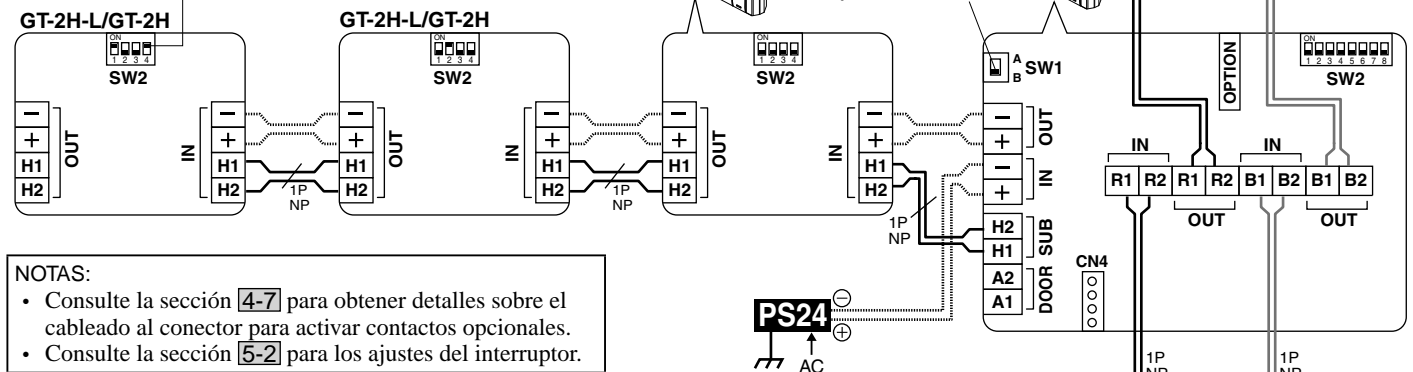 GT-2H-L/GT-2H
ON
1 2 3 4
SW2
−
+
H1
H2
OUT
IN
−
+
H1
H2
1P
NP
GT-2H-L/GT-2H
ON
1 2 3 4
SW2
−
+
H1
H2
OUT
IN
−
+
H1
H2
1P
NP
ON
1 2 3 4
SW2
−
+
H1
H2
OUT
IN
−
+
H1
H2
1P
NP
A
B
SW1
OPTION
ON
1 2 3 4 5 6 7 8
SW2
−
+
OUT
−
+
IN
H2
H1
SUB
A2
A1
DOOR
CN4
IN
IN
R1 R2 R1 R2 B1 B2 B1 B2
OUT
OUT
1P
NP
1P
NP
PS24
−
+
AC
NOTAS:
• Consulte la sección 4-7 para obtener detalles sobre el
cableado al conector para activar contactos opcionales.
• Consulte la sección 5-2 para los ajustes del interruptor.